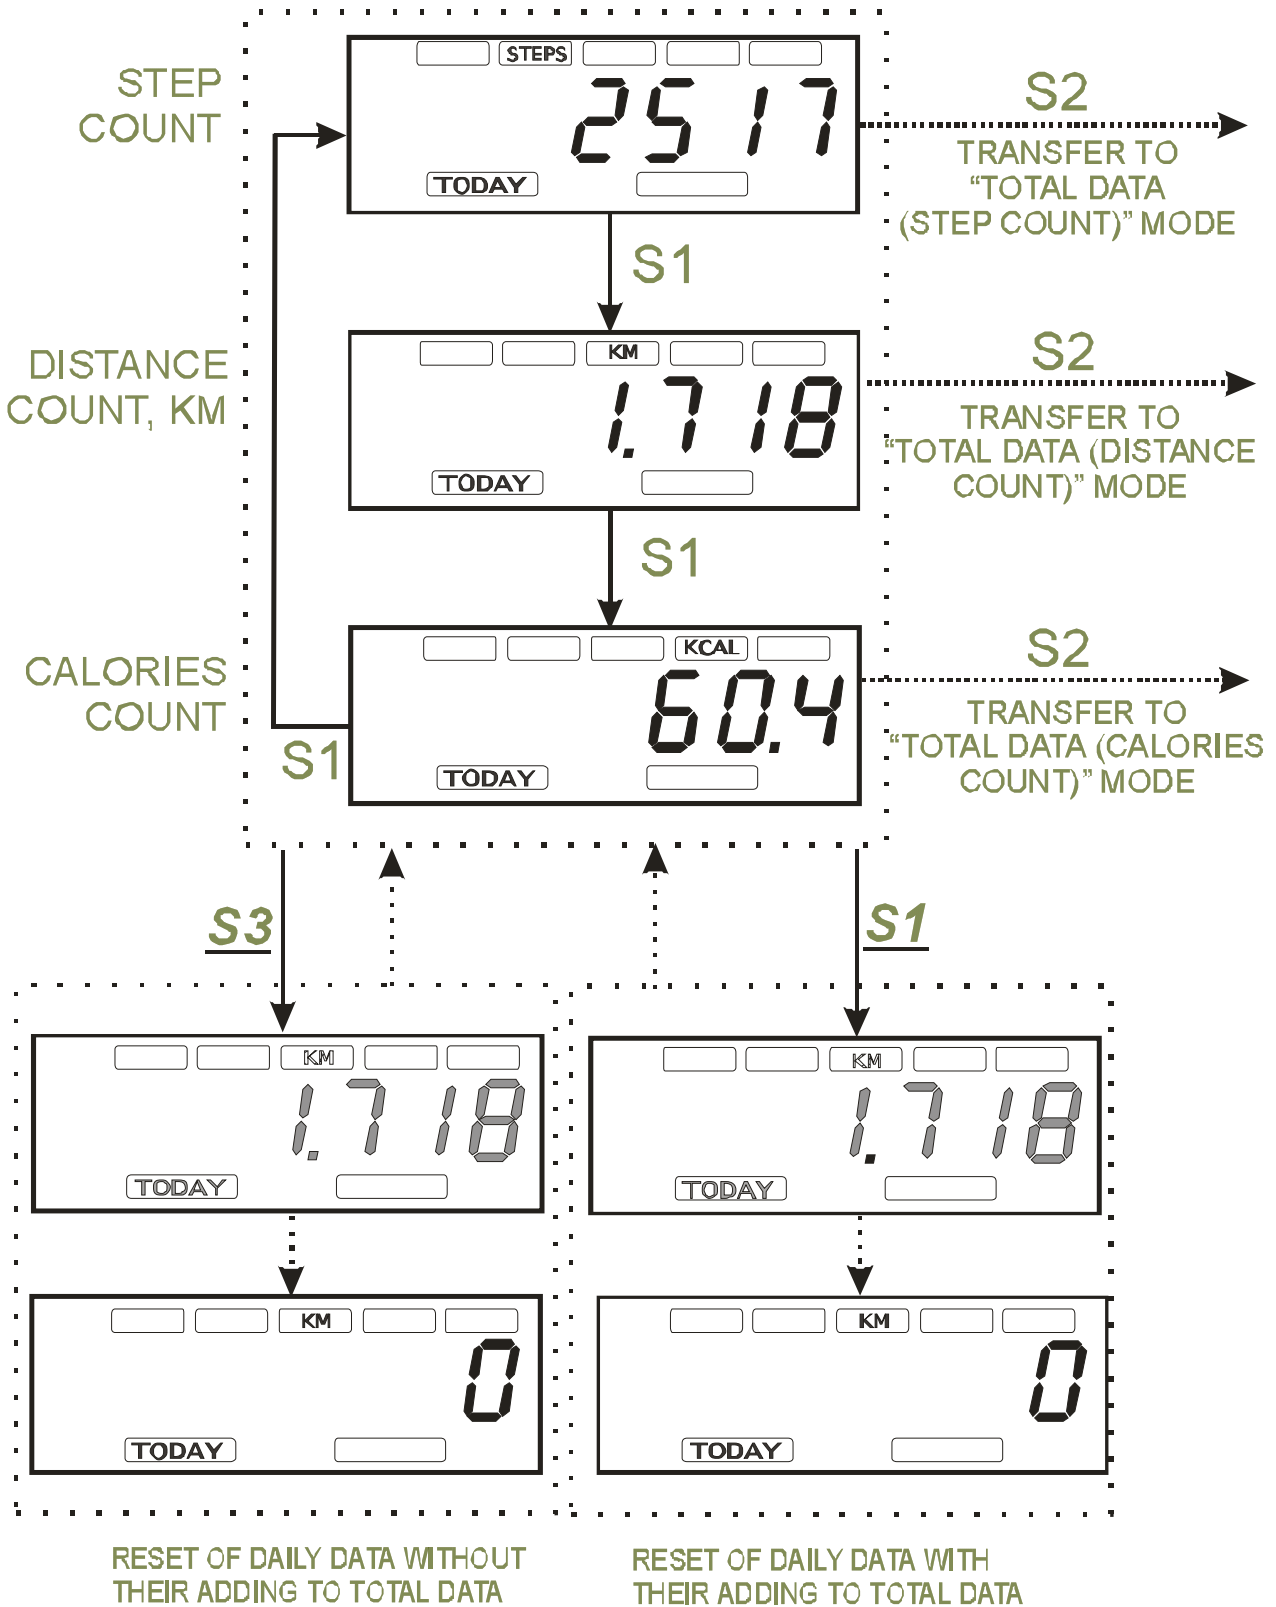 STEPS
STEP
COUNT
2517
TODAY
S2
TRANSFER TO
“TOTAL DATA
(STEP COUNT)” MODE
S1
DISTANCE
COUNT, KM
KM
1.718
TODAY
S2
TRANSFER TO
“TOTAL DATA (DISTANCE
COUNT)” MODE
S1
CALORIES
COUNT
KCAL
60.4
TODAY
S1
S2
TRANSFER TO
“TOTAL DATA (CALORIES
COUNT)” MODE
S3
KM
1.718
TODAY
KM
0
TODAY
RESET OF DAILY DATA WITHOUT
THEIR ADDING TO TOTAL DATA
S1
KM
1.718
TODAY
KM
0
TODAY
RESET OF DAILY DATA WITH
THEIR ADDING TO TOTAL DATA